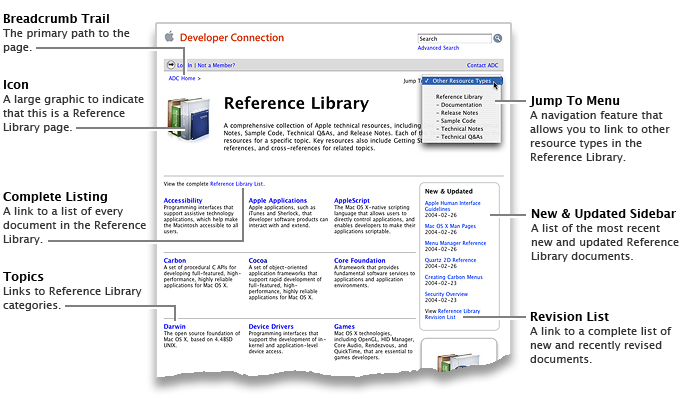 Breadcrumb Trail
The primary path to the
page.
Icon
A large graphic to indicate
that this is a Reference
Library page.
Complete Listing
A link to a list of every
document in the Reference
Library.
Topics
Links to Reference Library
categories.
Developer Connection
Search
Advanced Search
Log In | Not a Member?
Contact ADC
ADC Home >
Jump To
✓ Other Resource Types
Reference Library
– Documentation
– Release Notes
– Sample Code
– Technical Notes
– Technical Q&As
Reference Library
A comprehensive collection of Apple technical resources, including
Notes, Sample Code, Technical Q&As, and Release Notes. Each of
resources for a specific topic. Key resources also include Getting
references, and cross-references for related topics.
View the complete Reference Library List.
Accessibility
Programming interfaces that
support assistive technology
applications, which help make
the Macintosh accessible to all
users.
Apple Applications
Apple applications, such as
iTunes and Sherlock, that
developer software products can
interact with and extend.
AppleScript
The Mac OS X-native scripting
language that allows users to
directly control applications, and
enables developers to make their
applications scriptable.
Carbon
A set of procedural C APIs for
developing full-featured, high-
performance, highly reliable
applications for Mac OS X.
Cocoa
A set of object-oriented
application frameworks that
support rapid development of
full-featured, high-performance,
highly reliable applications for
Mac OS X.
Core Foundation
A framework that provides
fundamental software services to
applications and application
environments.
Darwin
The open source foundation of
Mac OS X, based on 4.4BSD
UNIX.
Device Drivers
Programming interfaces that
support the development of in-
kernel and application-level
device access.
Games
Mac OS X technologies,
including OpenGL, HID Manager,
Core Audio, Rendezvous, and
QuickTime, that are essential to
games developers.
New & Updated
Apple Human Interface
Guidelines
2004-02-26
Mac OS X Man Pages
2004-02-26
Menu Manager Reference
2004-02-26
Quartz 2D Reference
2004-02-26
Creating Carbon Menus
2004-02-23
Security Overview
2004-02-23
View Reference Library
Revision List
Jump To Menu
A navigation feature that
allows you to link to other
resource types in the
Reference Library.
New & Updated Sidebar
A list of the most recent
new and updated Reference
Library documents.
Revision List
A link to a complete list of
new and recently revised
documents.